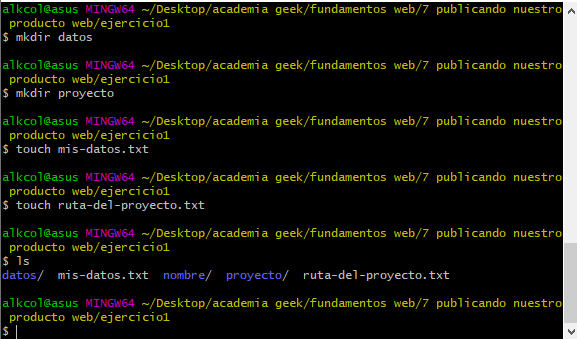 alkcol@asus MINGW64 ~/Desktop/academia geek/fundamentos web/7 publicando nuestro
producto web/ejercicio1
$ mkdir datos
alkcol@asus MINGW64 ~/Desktop/academia geek/fundamentos web/7 publicando nuestro
producto web/ejercicio1
$ mkdir proyecto
alkcol@asus MINGW64 ~/Desktop/academia geek/fundamentos web/7 publicando nuestro
producto web/ejercicio1
$ touch mis-datos.txt
alkcol@asus MINGW64 ~/Desktop/academia geek/fundamentos web/7 publicando nuestro
producto web/ejercicio1
$ touch ruta-del-proyecto.txt
alkcol@asus MINGW64 ~/Desktop/academia geek/fundamentos web/7 publicando nuestro
producto web/ejercicio1
$ ls
datos/  mis-datos.txt  nombre/  proyecto/  ruta-del-proyecto.txt
alkcol@asus MINGW64 ~/Desktop/academia geek/fundamentos web/7 publicando nuestro
producto web/ejercicio1
$